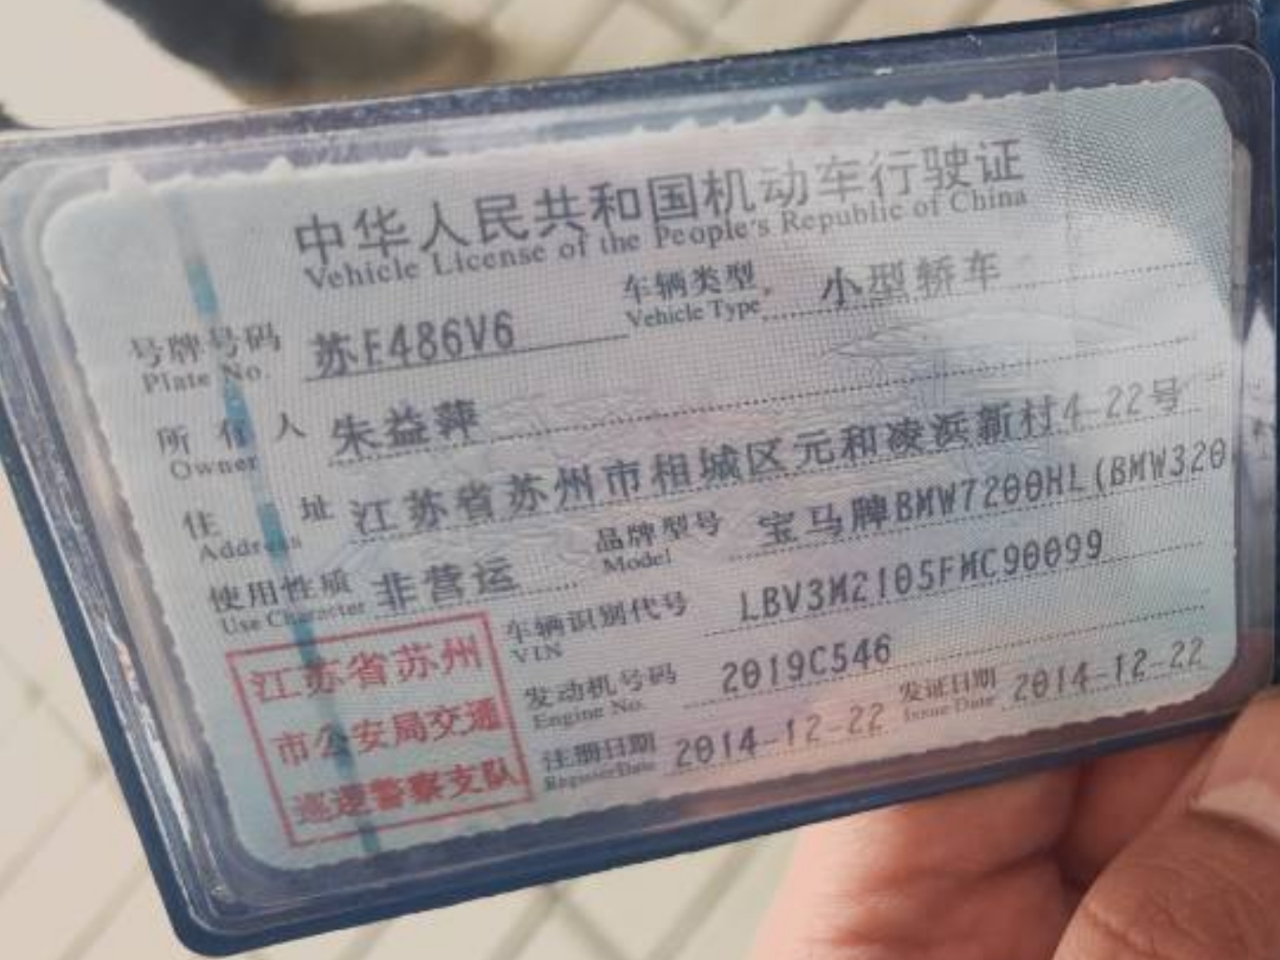 中华人民共和国机动车行驶证
Vehicle License of the People's Republic of China
号牌号码 苏E486V6 车辆类型 小型轿车
Plate No. Vehicle Type
所有人 朱益萍
Owner
住址 江苏省苏州市相城区元和凌浜新村4-22号
Address
使用性质 非营运 品牌型号 宝马牌BMW7200HL(BMW320
Use Character Model
车辆识别代号 LBV3M2105FMC90099
VIN
发动机号码 2019C546
Engine No.
注册日期 2014-12-22 发证日期 2014-12-22
Register Date Issue Date
江苏省苏州
市公安局交通
巡逻警察支队